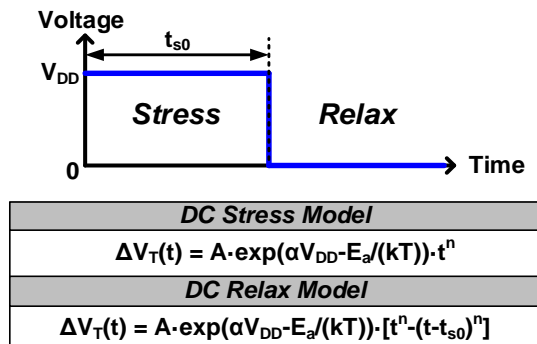 Voltage
t_s0
V_DD
Stress
Relax
0
Time
DC Stress Model
ΔV_T(t) = A·exp(αV_DD-E_a/(kT))·t^n
DC Relax Model
ΔV_T(t) = A·exp(αV_DD-E_a/(kT))·[t^n-(t-t_s0)^n]